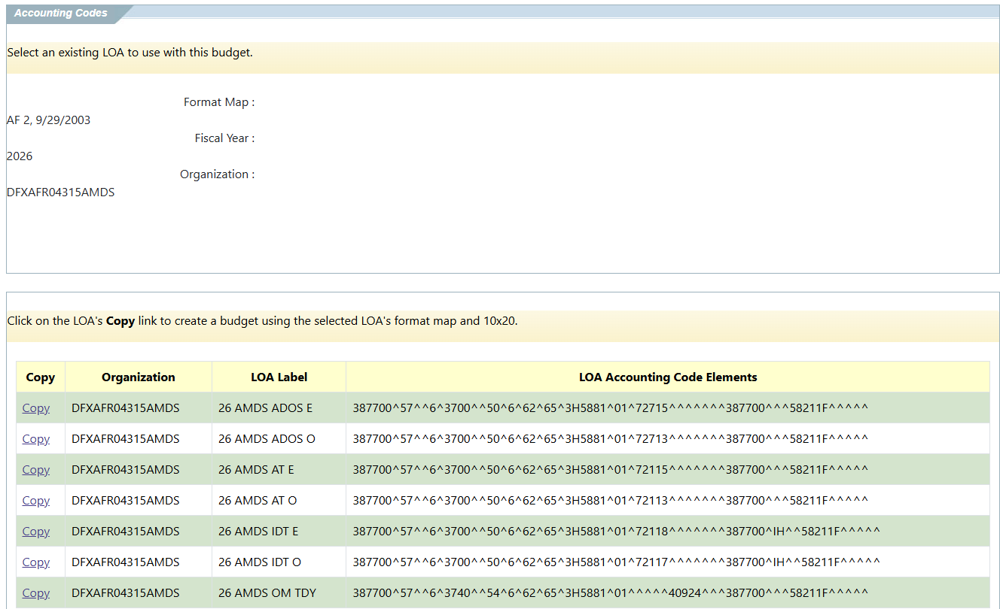 Accounting Codes
Select an existing LOA to use with this budget.
Format Map :
AF 2, 9/29/2003
Fiscal Year :
2026
Organization :
DFXAFR04315AMDS
Click on the LOA's Copy link to create a budget using the selected LOA's format map and 10x20.
Copy Organization LOA Label LOA Accounting Code Elements
Copy DFXAFR04315AMDS 26 AMDS ADOS E 387700^57^^6^3700^^50^6^62^65^3H5881^01^72715^^^^^^^387700^^^58211F^^^^^
Copy DFXAFR04315AMDS 26 AMDS ADOS O 387700^57^^6^3700^^50^6^62^65^3H5881^01^72713^^^^^^^387700^^^58211F^^^^^
Copy DFXAFR04315AMDS 26 AMDS AT E 387700^57^^6^3700^^50^6^62^65^3H5881^01^72115^^^^^^^387700^^^58211F^^^^^
Copy DFXAFR04315AMDS 26 AMDS AT O 387700^57^^6^3700^^50^6^62^65^3H5881^01^72113^^^^^^^387700^^^58211F^^^^^
Copy DFXAFR04315AMDS 26 AMDS IDT E 387700^57^^6^3700^^50^6^62^65^3H5881^01^72118^^^^^^^387700^IH^^58211F^^^^^
Copy DFXAFR04315AMDS 26 AMDS IDT O 387700^57^^6^3700^^50^6^62^65^3H5881^01^72117^^^^^^^387700^IH^^58211F^^^^^
Copy DFXAFR04315AMDS 26 AMDS OM TDY 387700^57^^6^3740^^54^6^62^65^3H5881^01^^^^^40924^^^387700^^^58211F^^^^^